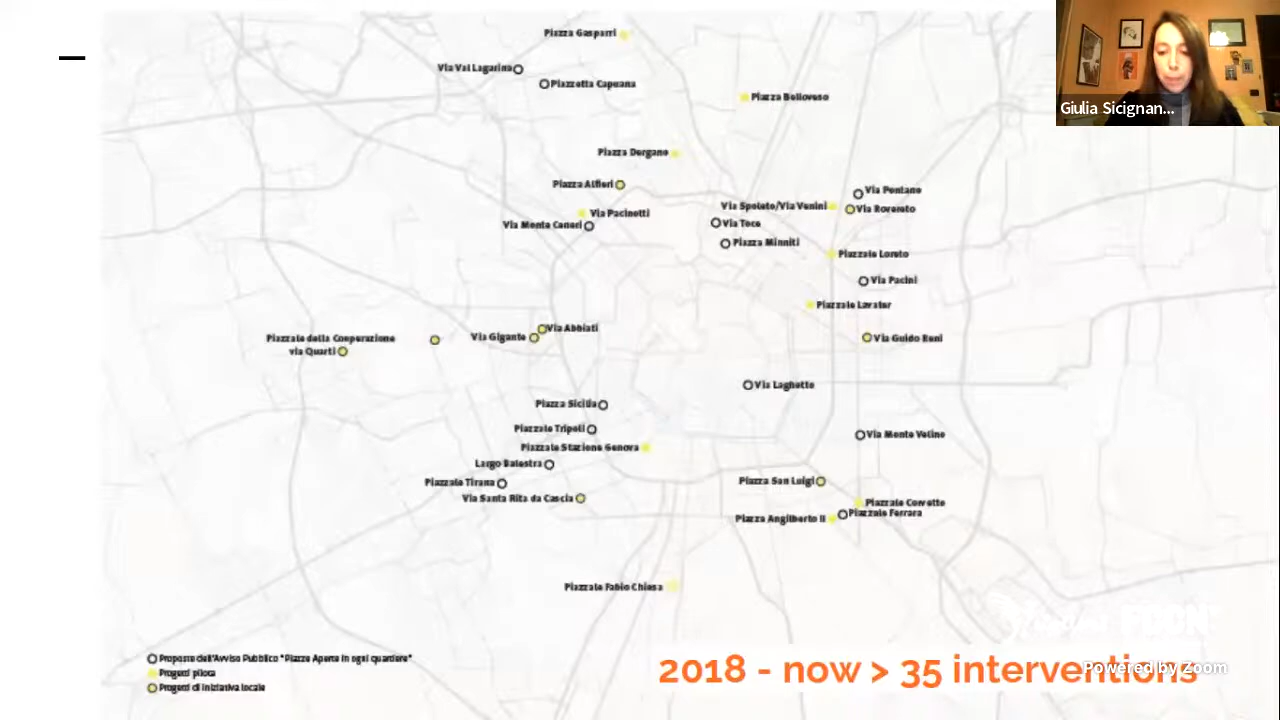 Piazza Gasparri
Via Val Lagarina
Piazzetta Capuana
Piazza Belloveso
Giulia Sicignan...
Piazza Dergano
Piazza Alfieri
Via Pontano
Via Spoleto/Via Venini
Via Rovereto
Via Pacinotti
Via Monte Ceneri
Via Toce
Piazza Minniti
Piazzale Loreto
Via Pacini
Piazzale Lavater
Via Abbiati
Via Gigante
Piazzale della Cooperazione
via Quarti
Via Guido Reni
Via Laghetto
Piazza Sicilia
Piazzale Tripoli
Via Monte Velino
Piazzale Stazione Genova
Largo Balestra
Piazzale Tirana
Piazza San Luigi
Via Santa Rita da Cascia
Piazzale Corvetto
Piazzale Ferrara
Piazza Angilberto II
Piazzale Fabio Chiesa
Proposte dell'Avviso Pubblico "Piazze Aperte in ogni quartiere"
Progetti pilota
Progetti di iniziativa locale
2018 - now > 35 interventions
Powered by Zoom